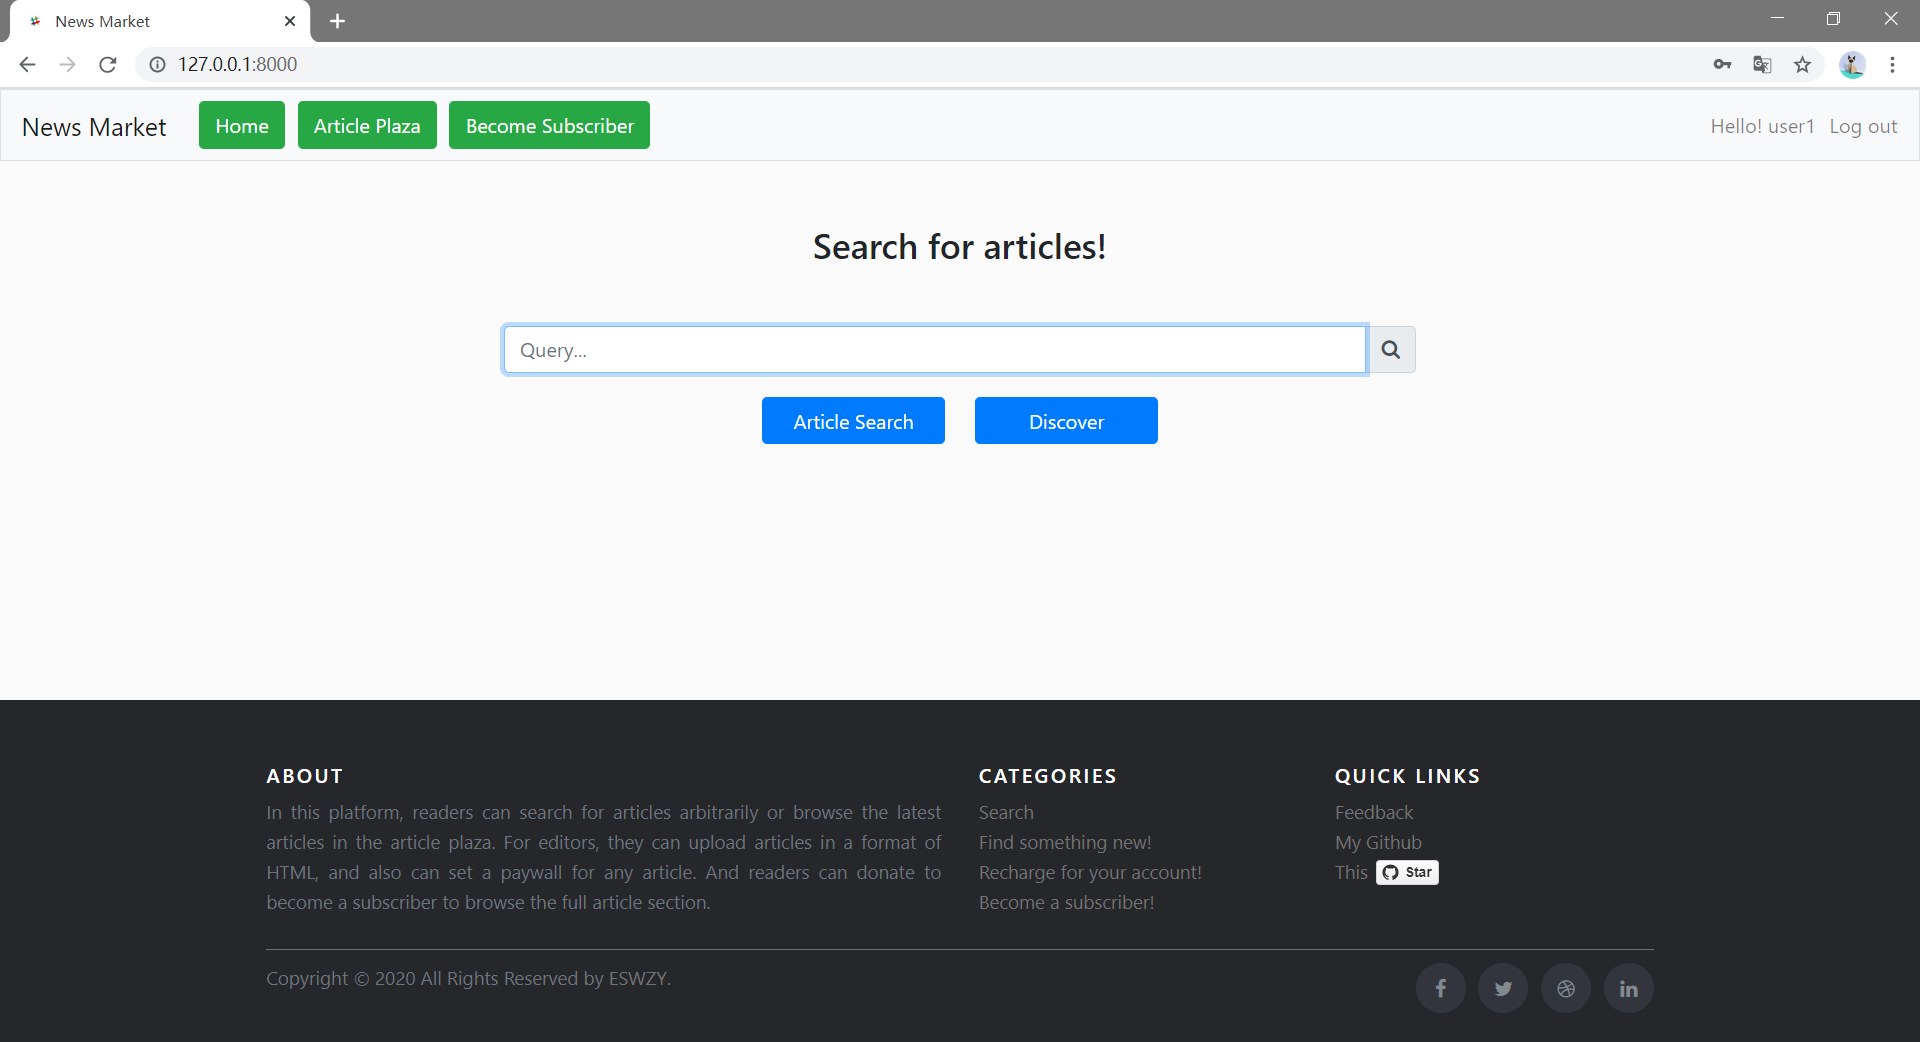 News Market
127.0.0.1:8000
News Market Home Article Plaza Become Subscriber Hello! user1 Log out
Search for articles!
Query...
Article Search Discover
ABOUT
In this platform, readers can search for articles arbitrarily or browse the latest
articles in the article plaza. For editors, they can upload articles in a format of
HTML, and also can set a paywall for any article. And readers can donate to
become a subscriber to browse the full article section.
CATEGORIES
Search
Find something new!
Recharge for your account!
Become a subscriber!
QUICK LINKS
Feedback
My Github
This Star
Copyright © 2020 All Rights Reserved by ESWZY.